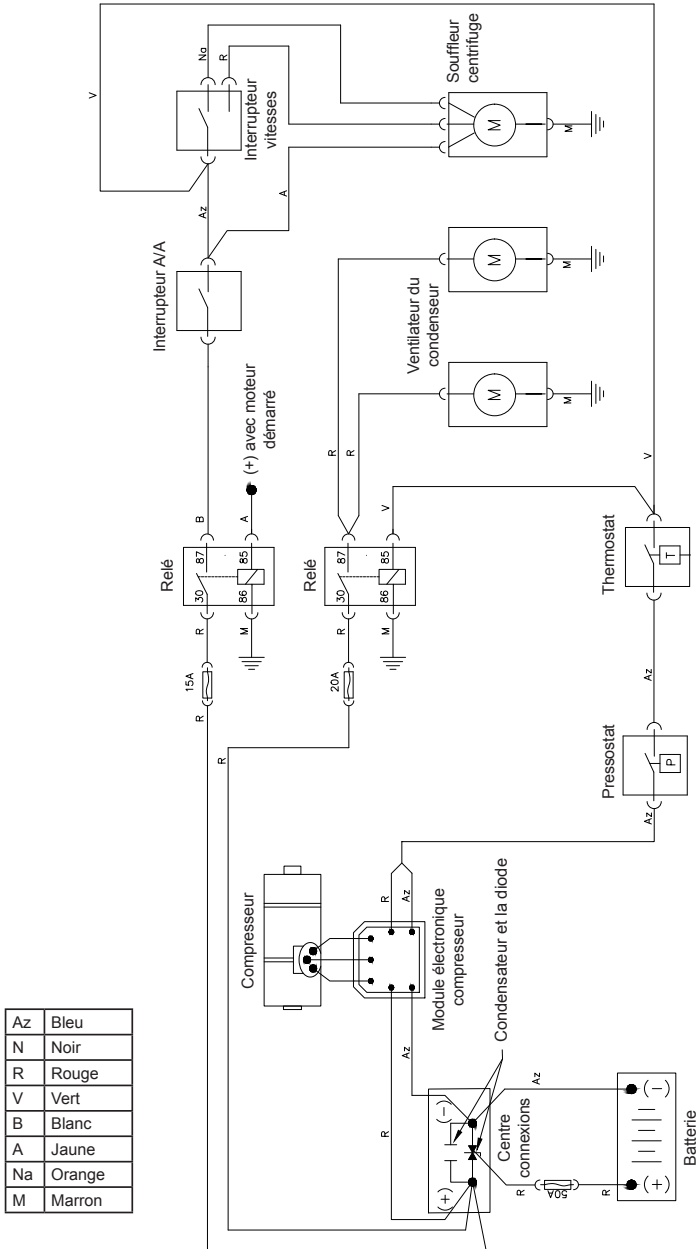 Az Bleu
N Noir
R Rouge
V Vert
B Blanc
A Jaune
Na Orange
M Marron
V
Na
R
Interrupteur
vitesses
Souffleur
centrifuge
M
M
Az
A
Interrupteur A/A
Ventilateur du
condenseur
M
M
M
M
R
R
B
A
(+) avec moteur
démarré
Relé
87
30
85
86
R
M
15A
R
Relé
87
30
85
86
R
M
V
20A
R
V
Thermostat
T
Az
Pressostat
P
Az
Compresseur
R
Az
Module électronique
compresseur
Condensateur et la diode
R
Az
(-)
(+)
Centre
connexions
Az
R
50A
R
(-)
(+)
Batterie